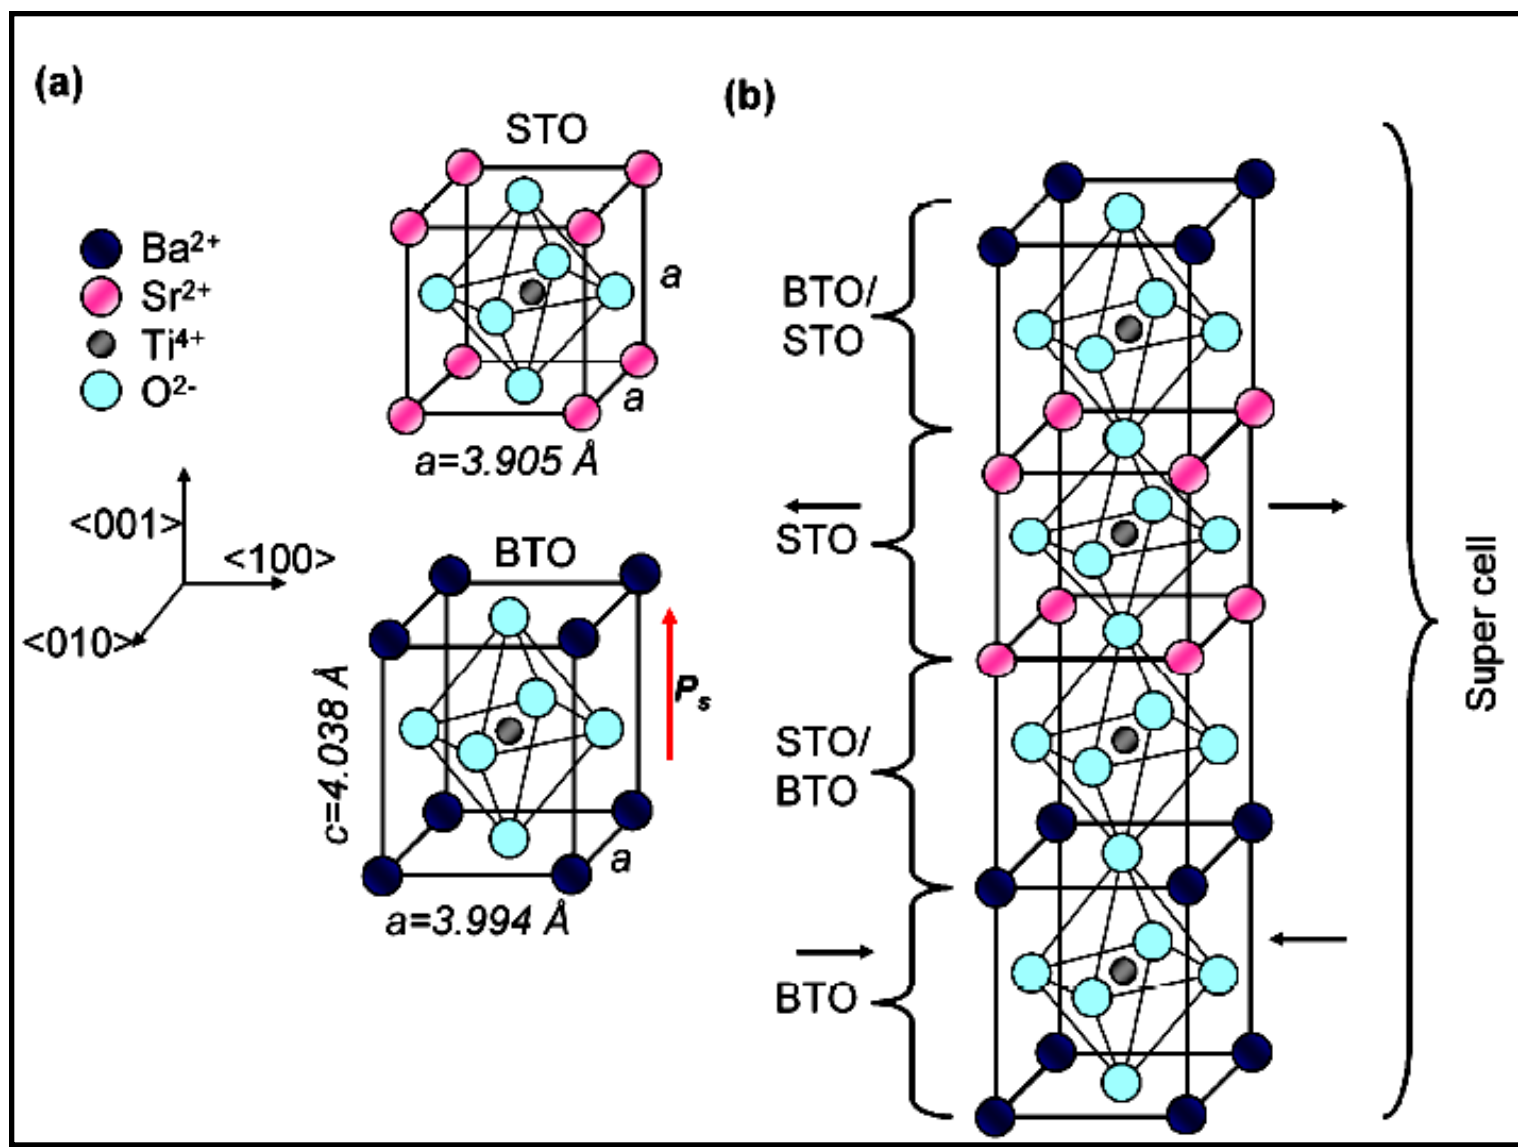 (a)
STO
Ba²⁺
Sr²⁺
Ti⁴⁺
O²⁻
a
a
a=3.905 Å
<001>
<100>
<010>
BTO
c=4.038 Å
Pₛ
a
a=3.994 Å
(b)
BTO/
STO
STO
STO/
BTO
BTO
Super cell